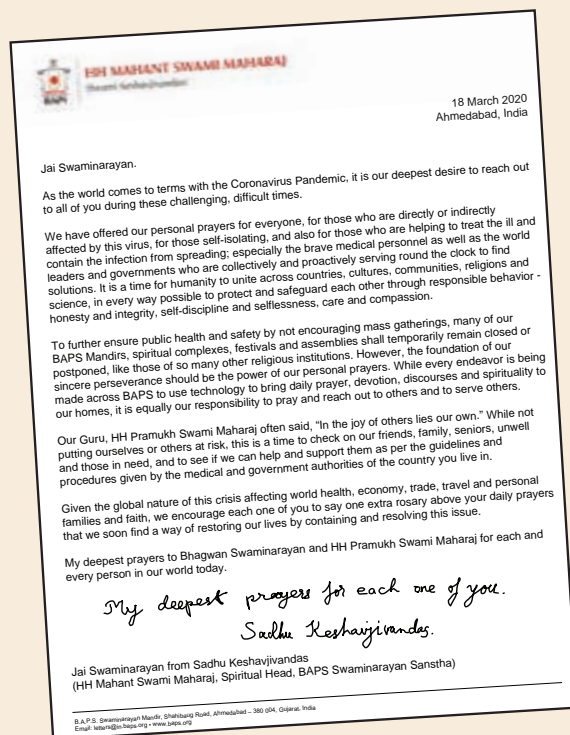 HH MAHANT SWAMI MAHARAJ
Swami Keshavjivandas
BAPS
18 March 2020
Ahmedabad, India
Jai Swaminarayan.
As the world comes to terms with the Coronavirus Pandemic, it is our deepest desire to reach out
to all of you during these challenging, difficult times.
We have offered our personal prayers for everyone, for those who are directly or indirectly
affected by this virus, for those self-isolating, and also for those who are helping to treat the ill and
contain the infection from spreading; especially the brave medical personnel as well as the world
leaders and governments who are collectively and proactively serving round the clock to find
solutions. It is a time for humanity to unite across countries, cultures, communities, religions and
science, in every way possible to protect and safeguard each other through responsible behavior -
honesty and integrity, self-discipline and selflessness, care and compassion.
To further ensure public health and safety by not encouraging mass gatherings, many of our
BAPS Mandirs, spiritual complexes, festivals and assemblies shall temporarily remain closed or
postponed, like those of so many other religious institutions. However, the foundation of our
sincere perseverance should be the power of our personal prayers. While every endeavor is being
made across BAPS to use technology to bring daily prayer, devotion, discourses and spirituality to
our homes, it is equally our responsibility to pray and reach out to others and to serve others.
Our Guru, HH Pramukh Swami Maharaj often said, “In the joy of others lies our own.” While not
putting ourselves or others at risk, this is a time to check on our friends, family, seniors, unwell
and those in need, and to see if we can help and support them as per the guidelines and
procedures given by the medical and government authorities of the country you live in.
Given the global nature of this crisis affecting world health, economy, trade, travel and personal
families and faith, we encourage each one of you to say one extra rosary above your daily prayers
that we soon find a way of restoring our lives by containing and resolving this issue.
My deepest prayers to Bhagwan Swaminarayan and HH Pramukh Swami Maharaj for each and
every person in our world today.
My deepest prayers for each one of you.
Sadhu Keshavjivandas.
Jai Swaminarayan from Sadhu Keshavjivandas
(HH Mahant Swami Maharaj, Spiritual Head, BAPS Swaminarayan Sanstha)
B.A.P.S. Swaminarayan Mandir, Shahibaug Road, Ahmedabad – 380 004, Gujarat, India
Email: letters@in.baps.org • www.baps.org